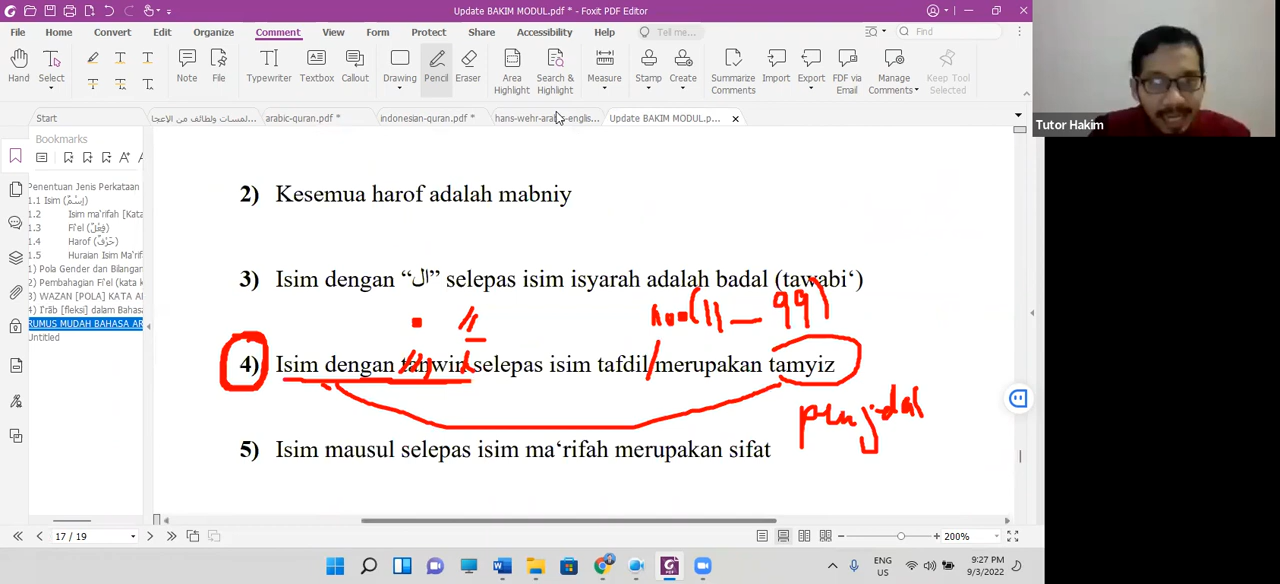 Update BAKIM MODUL.pdf * - Foxit PDF Editor
File Home Convert Edit Organize Comment View Form Protect Share Accessibility Help Tell me... Find
Hand Select Note File Typewriter Textbox Callout Drawing Pencil Eraser Area Highlight Search & Highlight Measure Stamp Create Summarize Comments Import Export FDF via Email Manage Comments Keep Tool Selected
Start arabic-quran.pdf * indonesian-quran.pdf * Update BAKIM MODUL.p...
Tutor Hakim
Bookmarks
Penentuan Jenis Perkataan
1.1 Isim (اِسْمٌ)
1.2 Isim ma'rifah [Kata
1.3 Fi'el (فِعْلٌ)
1.4 Harof (حَرْفٌ)
1.5 Huraian Isim Ma'rif
1) Pola Gender dan Bilangan
2) Pembahagian Fi'el (kata k
3) WAZAN [POLA] KATA AR
4) I'rāb [fleksi] dalam Bahasa
RUMUS MUDAH BAHASA AR
Untitled
2) Kesemua harof adalah mabniy
3) Isim dengan “ال” selepas isim isyarah adalah badal (tawabi‘)
(11 — 99)
4) Isim dengan tanwin selepas isim tafdil/merupakan tamyiz
5) Isim mausul selepas isim ma‘rifah merupakan sifat
17 / 19
200%
ENG
US
9:27 PM
9/3/2022